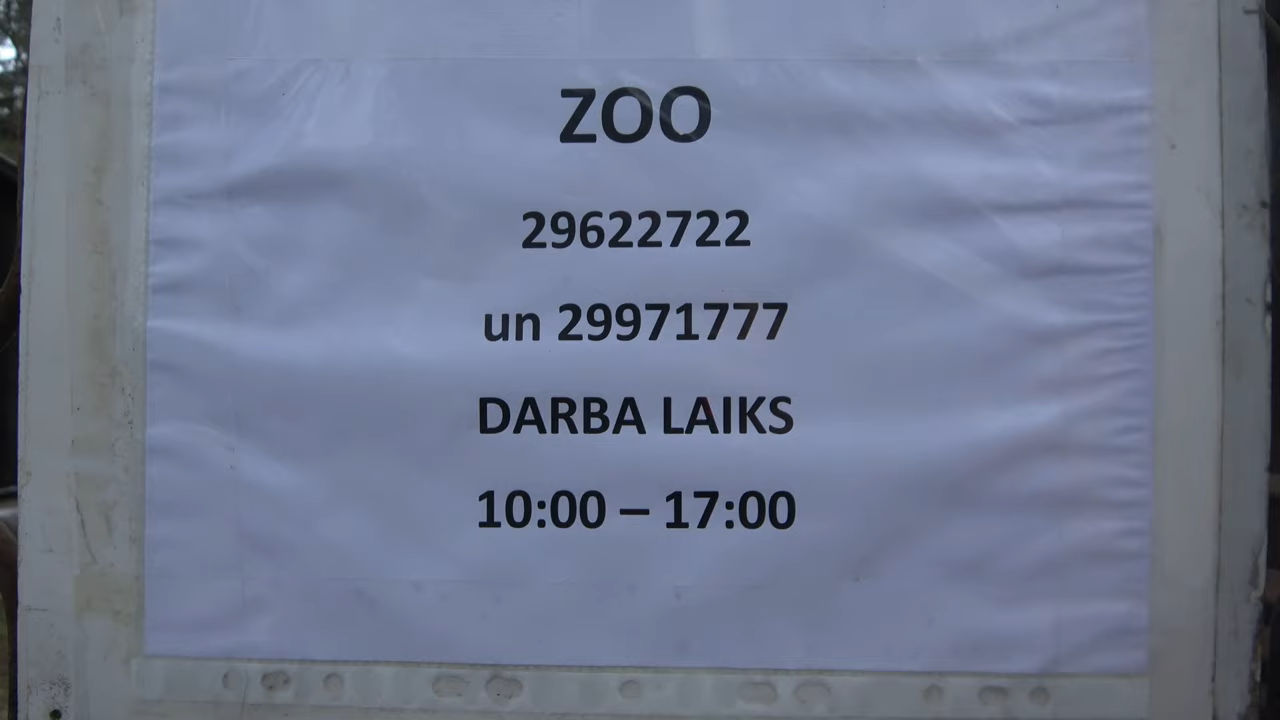 ZOO
29622722
un 29971777
DARBA LAIKS
10:00 – 17:00